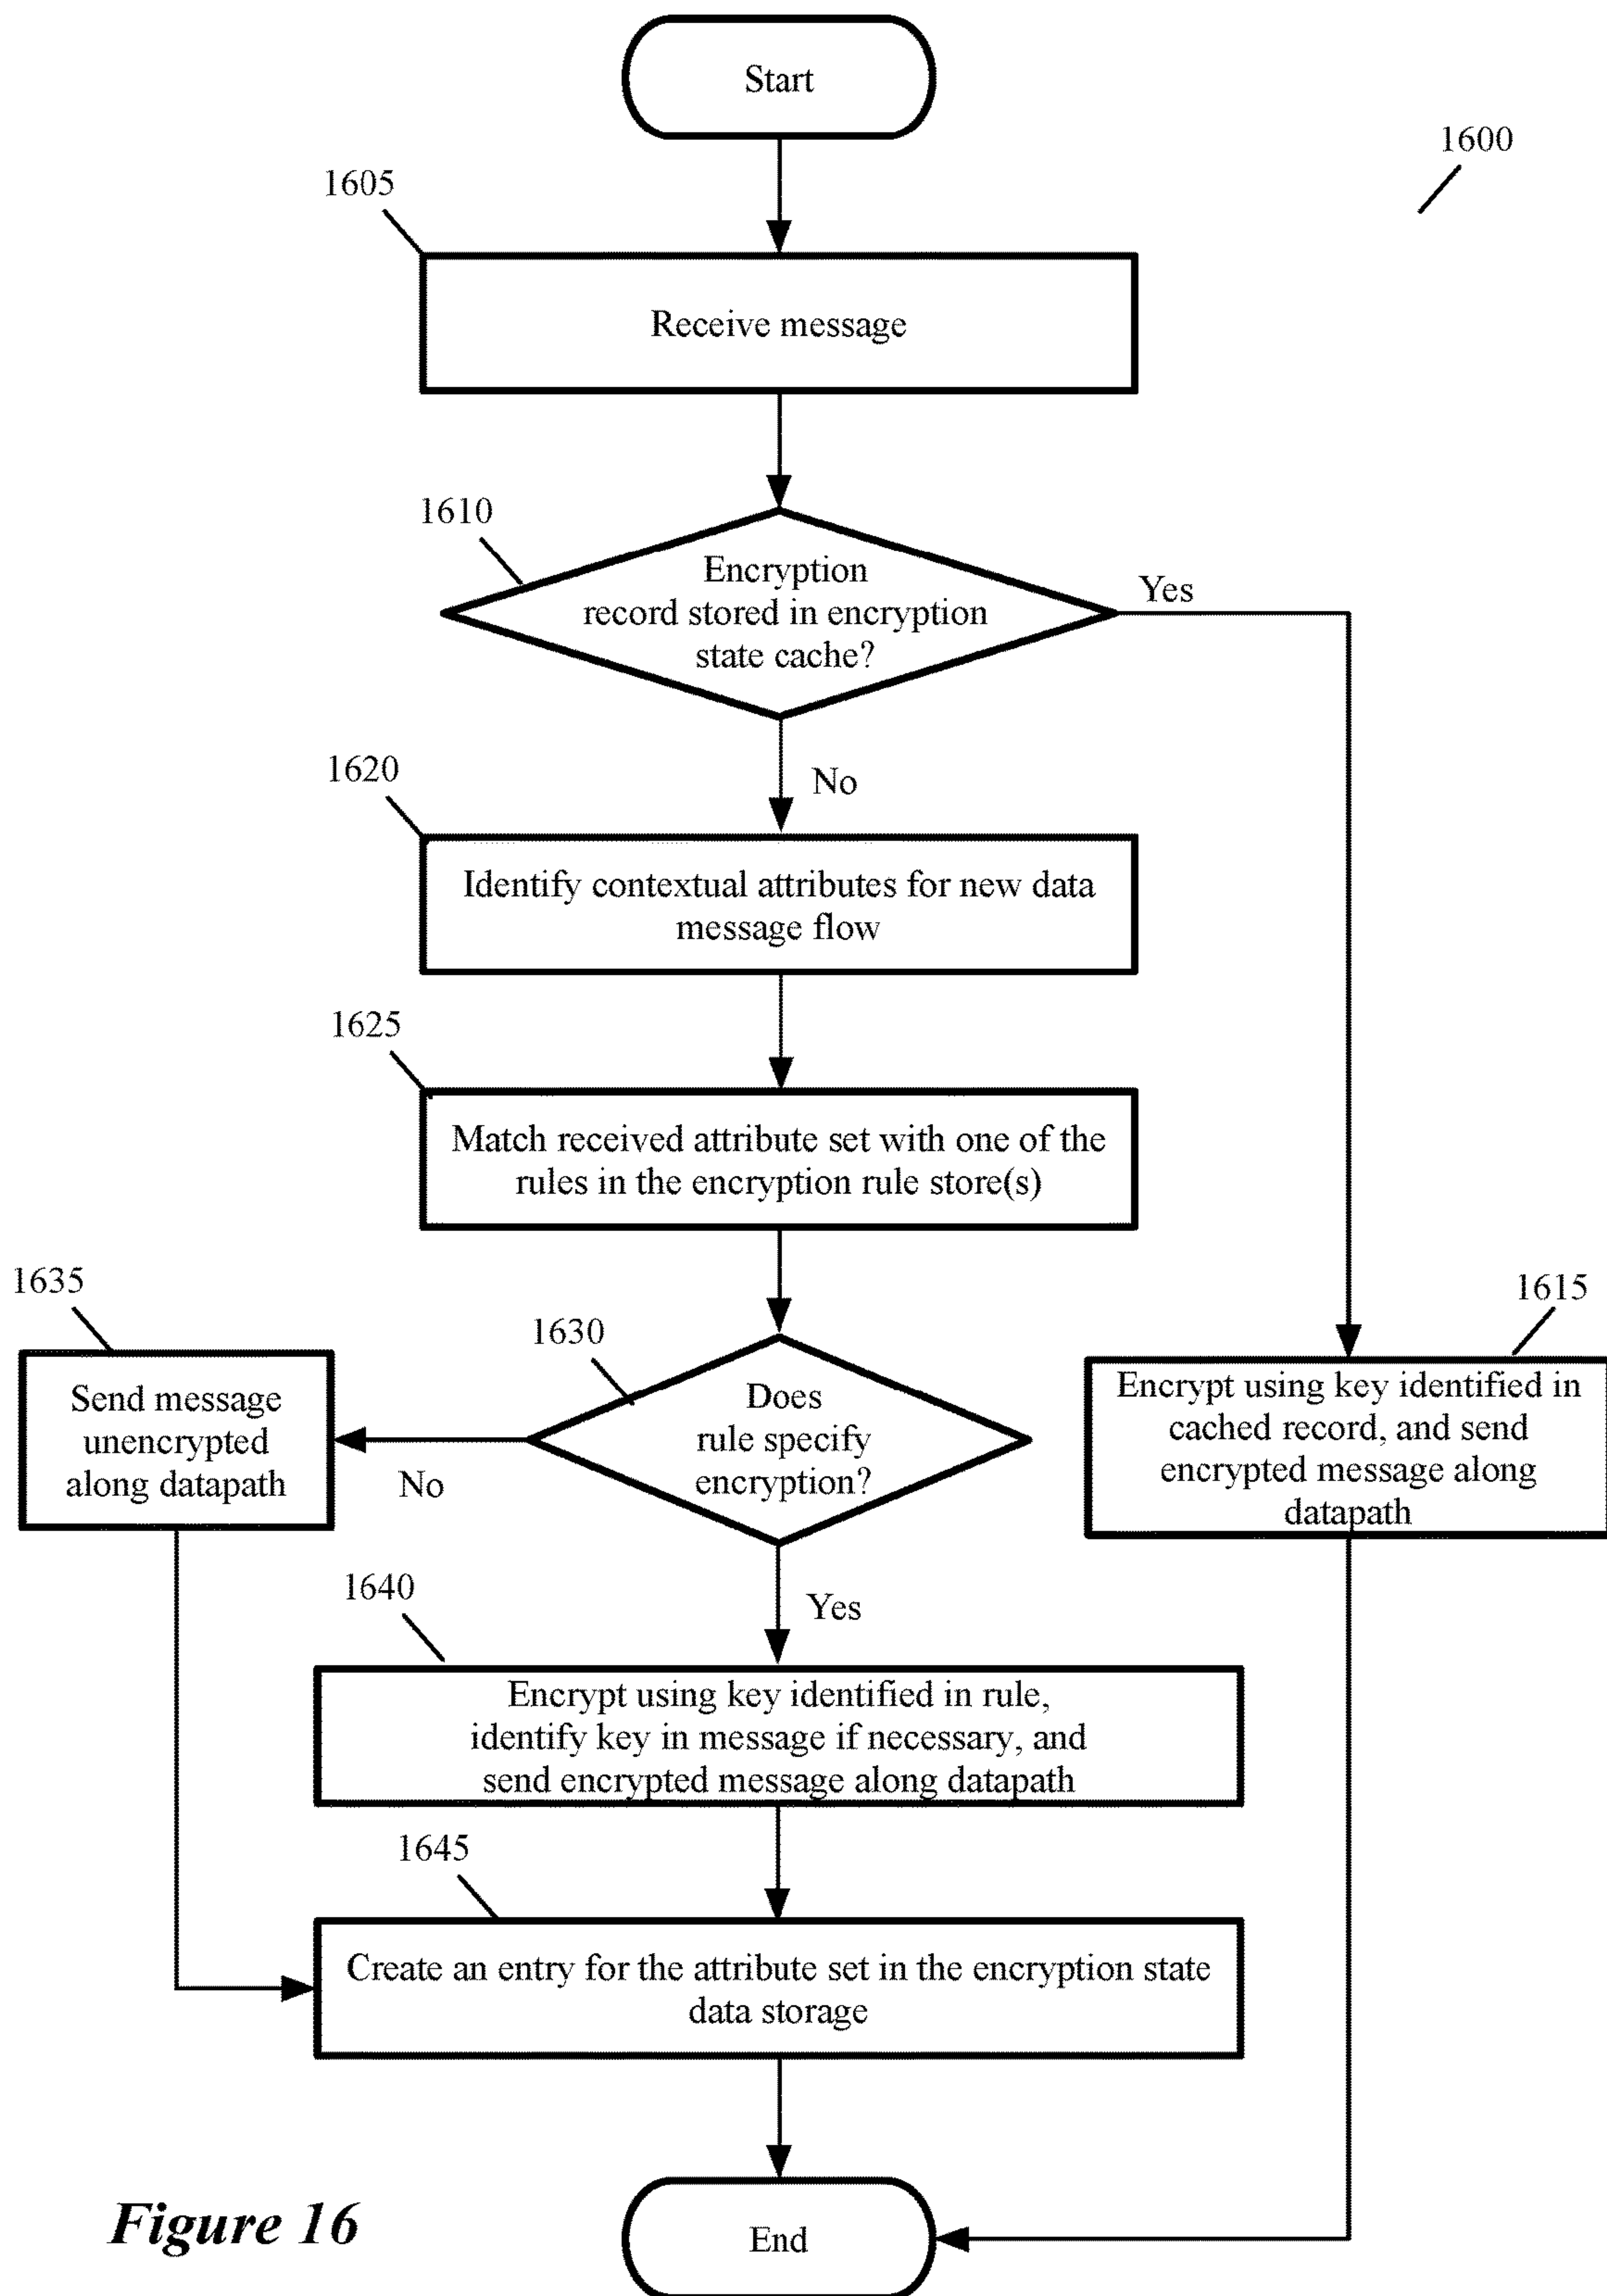 Start
1600
1605
Receive message
1610
Encryption
record stored in encryption
state cache?
Yes
No
1620
Identify contextual attributes for new data
message flow
1625
Match received attribute set with one of the
rules in the encryption rule store(s)
1635
Send message
unencrypted
along datapath
1630
Does
rule specify
encryption?
No
Yes
1615
Encrypt using key identified in
cached record, and send
encrypted message along
datapath
1640
Encrypt using key identified in rule,
identify key in message if necessary, and
send encrypted message along datapath
1645
Create an entry for the attribute set in the encryption state
data storage
End
Figure 16